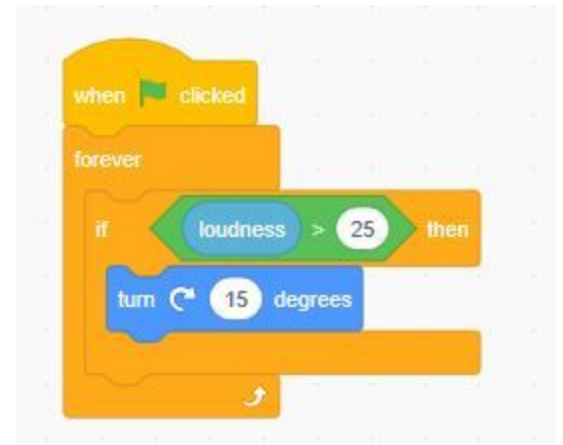 when clicked
forever
if loudness > 25 then
turn 15 degrees